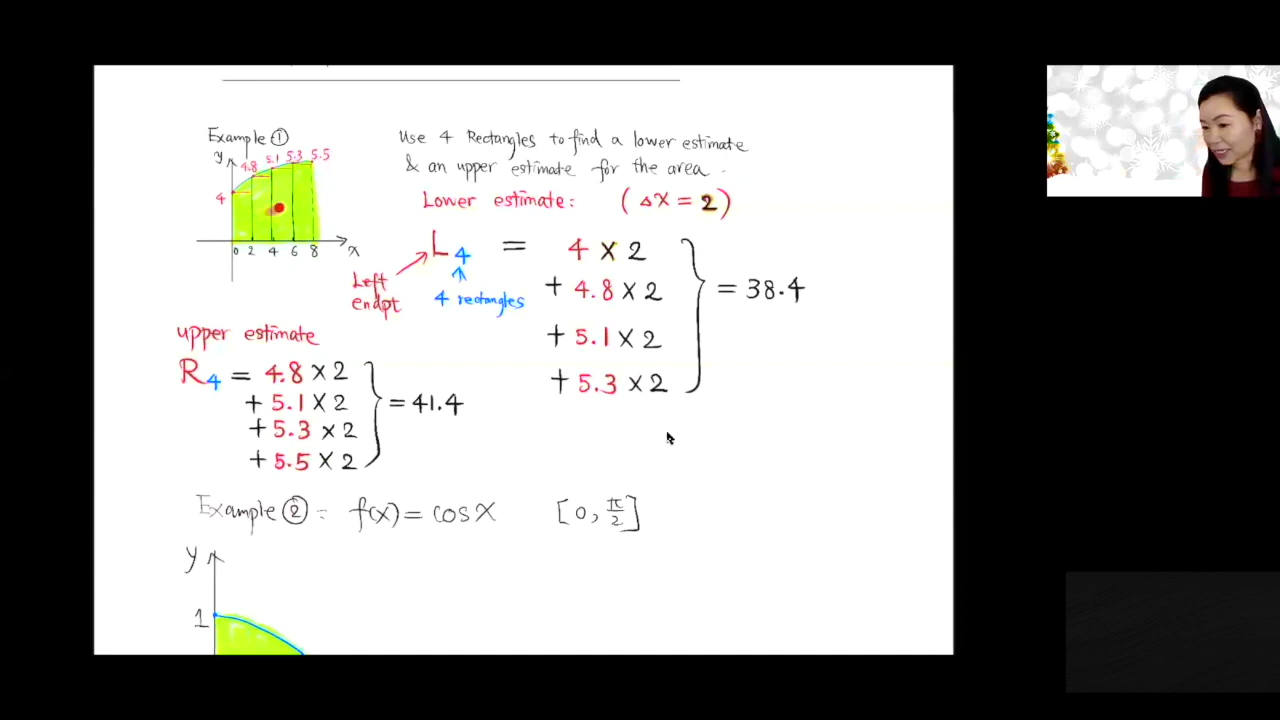 Example ①
Use 4 Rectangles to find a lower estimate
& an upper estimate for the area.
y 4 4.8 5.1 5.3 5.5
0 2 4 6 8 x
Lower estimate: (Δx = 2)
L4 = 4 × 2
+ 4.8 × 2
+ 5.1 × 2
+ 5.3 × 2
= 38.4
Left
endpt
4 rectangles
upper estimate
R4 = 4.8 × 2
+ 5.1 × 2
+ 5.3 × 2
+ 5.5 × 2
= 41.4
Example ② : f(x) = cos x [0, π/2]
y
1